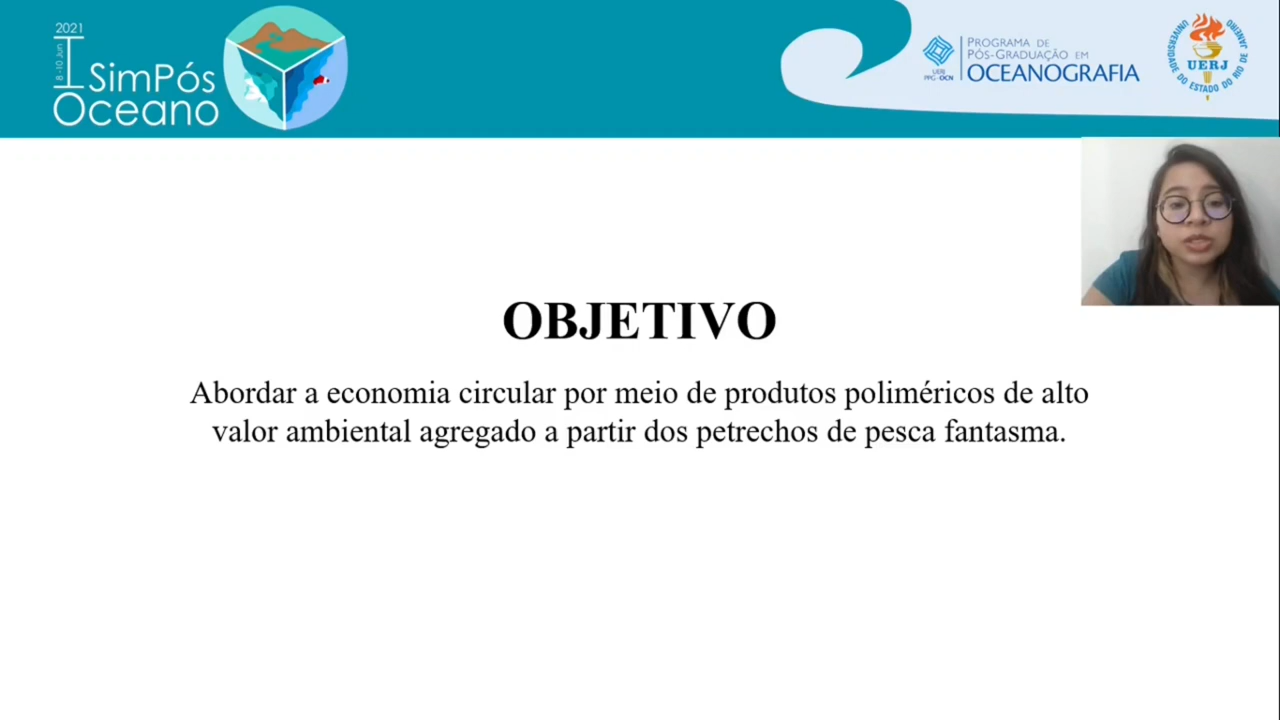 2021
8 -10 Jun
I SimPós
Oceano
PROGRAMA DE
PÓS-GRADUAÇÃO EM
OCEANOGRAFIA
UERJ
PPG-OCN
UNIVERSIDADE DO ESTADO DO RIO DE JANEIRO
UERJ
OBJETIVO
Abordar a economia circular por meio de produtos poliméricos de alto
valor ambiental agregado a partir dos petrechos de pesca fantasma.